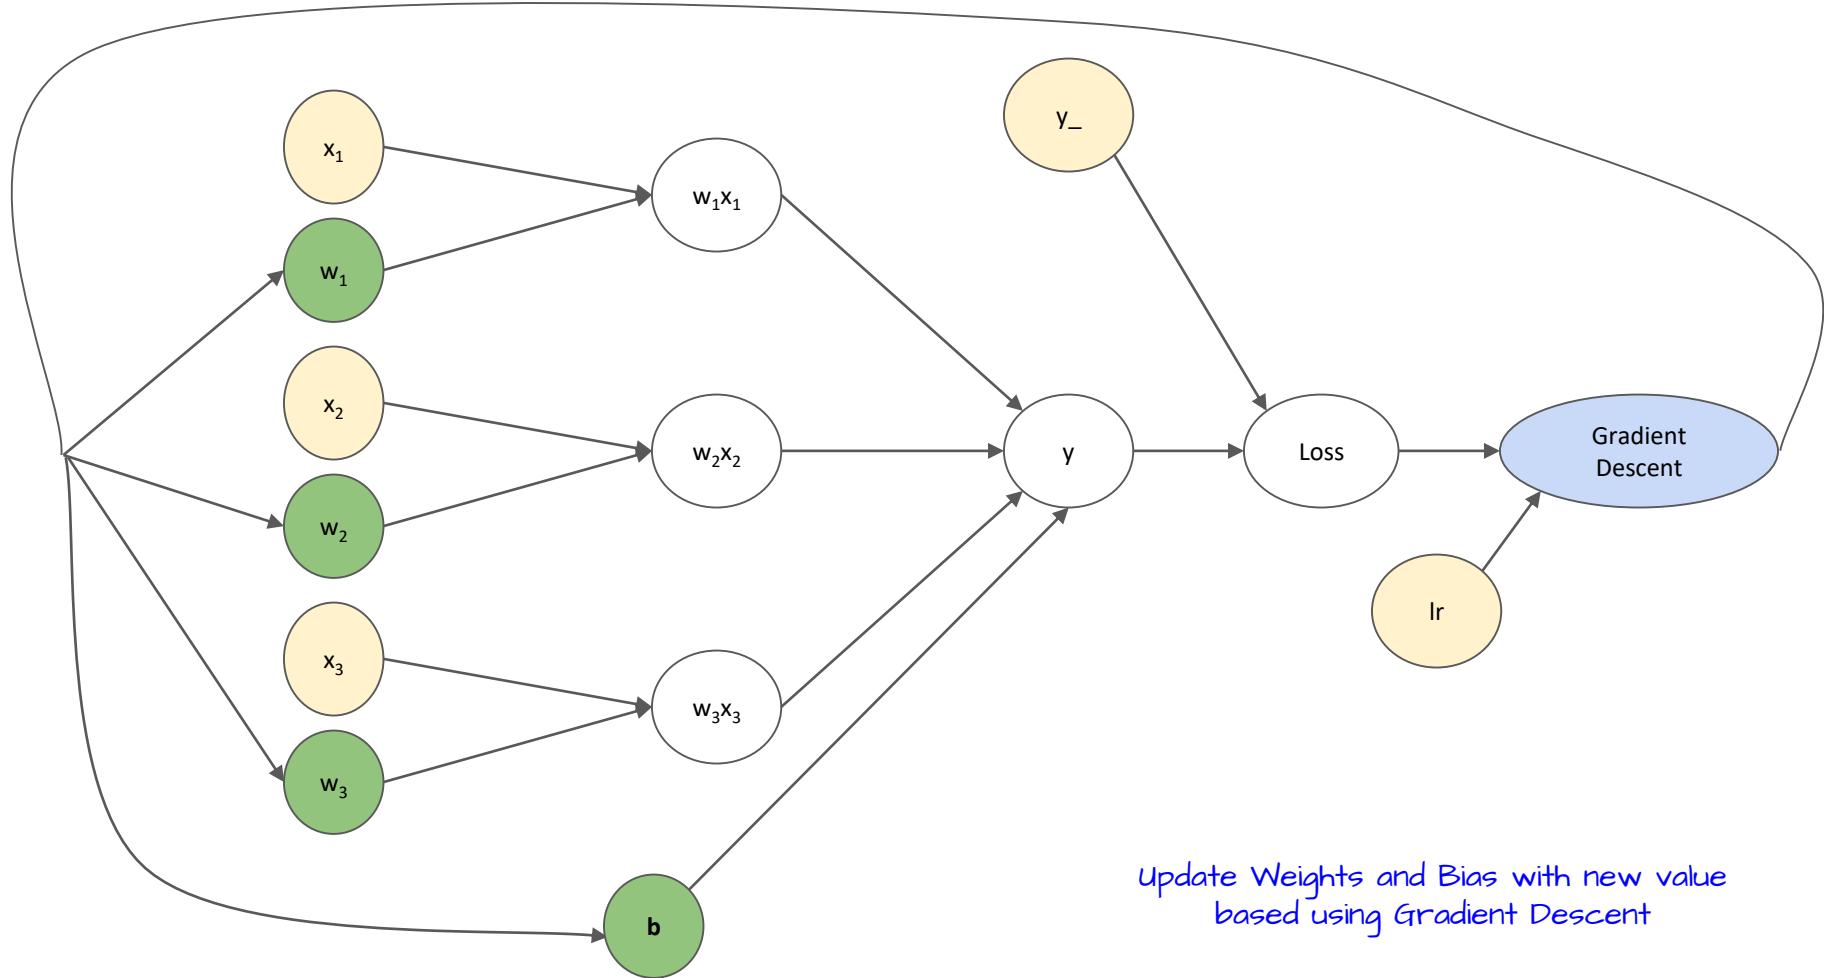 y_
x₁
w₁x₁
w₁
x₂
w₂x₂
y
Loss
Gradient
Descent
w₂
lr
x₃
w₃x₃
w₃
Update Weights and Bias with new value
based using Gradient Descent
b